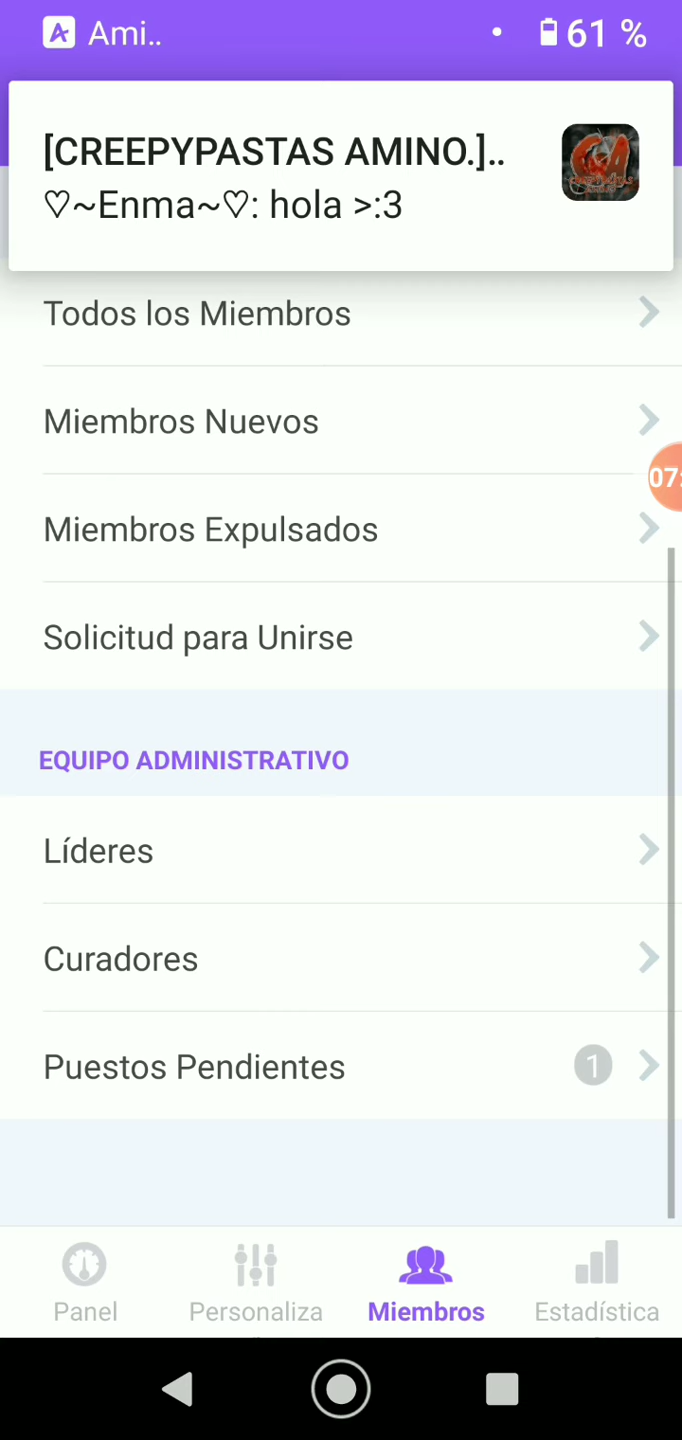 Ami..
61 %
[CREEPYPASTAS AMINO.]..
♡~Enma~♡: hola >:3
Todos los Miembros
Miembros Nuevos
07:
Miembros Expulsados
Solicitud para Unirse
EQUIPO ADMINISTRATIVO
Líderes
Curadores
Puestos Pendientes 1
Panel Personaliza Miembros Estadística